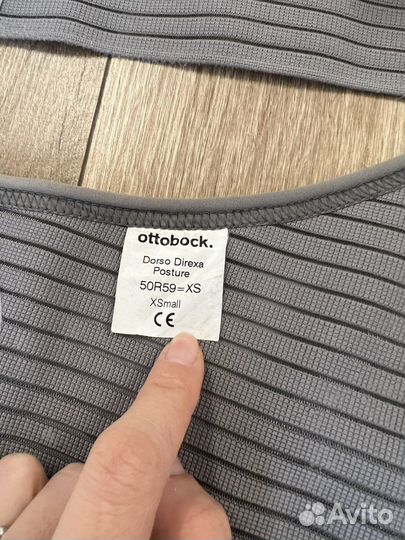 ottobock.
Dorso Direxa
Posture
50R59=XS
XSmall
CE
Avito